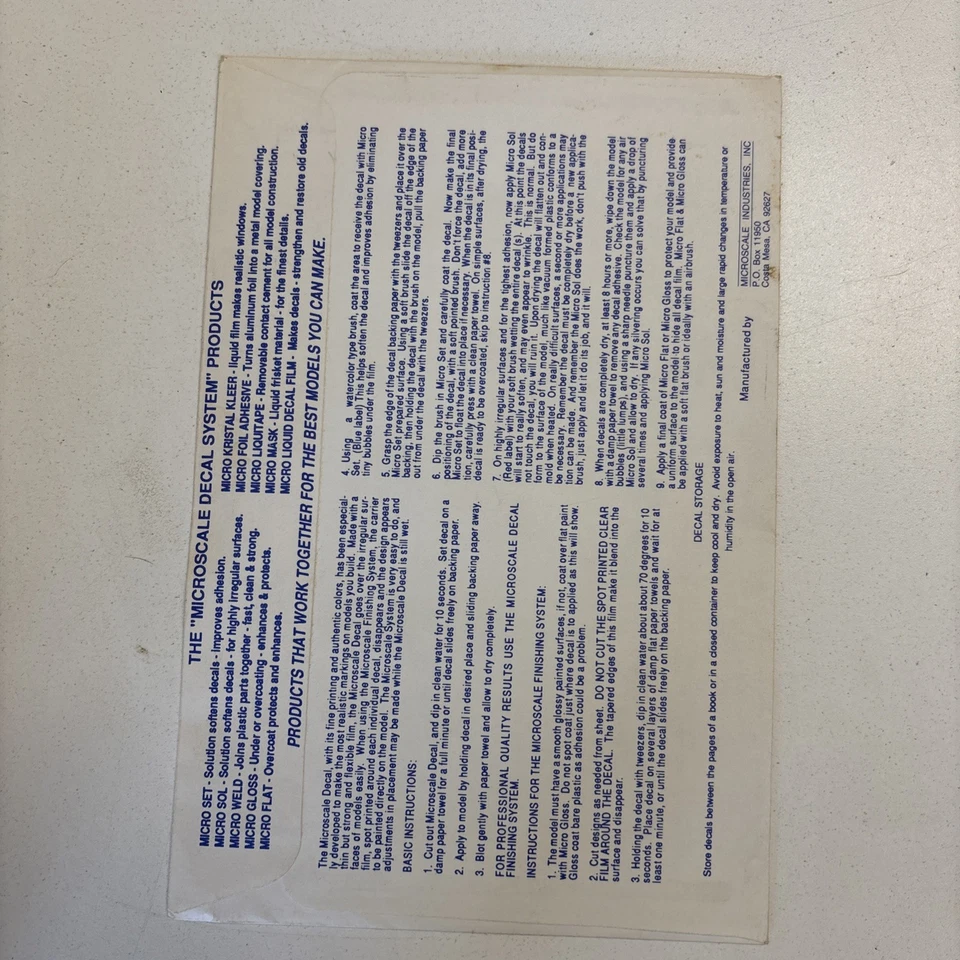 THE "MICROSCALE DECAL SYSTEM" PRODUCTS
MICRO SET - Solution softens decals - Improves adhesion.
MICRO SOL - Solution softens decals - for highly Irregular surfaces.
MICRO WELD - Joins plastic parts together - fast, clean & strong.
MICRO GLOSS - Under or overcoating - enhances & protects.
MICRO FLAT - Overcoat protects and enhances.
MICRO KRISTAL KLEER - liquid film makes realistic windows.
MICRO FOIL ADHESIVE - Turns aluminum foil into a metal model covering.
MICRO LIQUITAPE - Removable contact cement for all model construction.
MICRO MASK - Liquid frisket material - for the finest details.
MICRO LIQUID DECAL FILM - Makes decals - strengthen and restore old decals.
PRODUCTS THAT WORK TOGETHER FOR THE BEST MODELS YOU CAN MAKE.
The Microscale Decal, with its fine printing and authentic colors, has been especial-
ly developed to make the most realistic markings on models you build. Made with a
thin but strong and flexible film, the Microscale Decal goes over the irregular sur-
faces of models easily. When using the Microscale Finishing System, the carrier
film, spot printed around each individual decal, disappears and the design appears
to be painted directly on the model. The Microscale System is very easy to do, and
adjustments in placement may be made while the Microscale Decal is still wet.
BASIC INSTRUCTIONS:
1. Cut out Microscale Decal, and dip in clean water for 10 seconds. Set decal on a
damp paper towel for a full minute or until decal slides freely on backing paper.
2. Apply to model by holding decal in desired place and sliding backing paper away.
3. Blot gently with paper towel and allow to dry completely.
FOR PROFESSIONAL QUALITY RESULTS USE THE MICROSCALE DECAL
FINISHING SYSTEM.
INSTRUCTIONS FOR THE MICROSCALE FINISHING SYSTEM:
1. The model must have a smooth glossy painted surfaces, if not, coat over flat paint
with Micro Gloss. Do not spot coat just where decal is to applied as this will show.
Gloss coat bare plastic as adhesion could be a problem.
2. Cut designs as needed from sheet. DO NOT CUT THE SPOT PRINTED CLEAR
FILM AROUND THE DECAL. The tapered edges of this film make it blend into the
surface and disappear.
3. Holding the decal with tweezers, dip in clean water about about 70 degrees for 10
seconds. Place decal on several layers of damp flat paper towels and wait for at
least one minute, or until the decal slides freely on the backing paper.
4. Using a watercolor type brush, coat the area to receive the decal with Micro
Set. (Blue label) This helps soften the decal and improves adhesion by eliminating
tiny bubbles under the film.
5. Grasp the edge of the decal backing paper with the tweezers and place it over the
Micro Set prepared surface. Using a soft brush slide the decal off the edge of the
backing, then holding the decal with the brush on the model, pull the backing paper
out from under the decal with the tweezers.
6. Dip the brush in Micro Set and carefully coat the decal. Now make the final
positioning of the decal, with a soft pointed brush. Don't force the decal, add more
Micro Set to float the decal into place if necessary. When the decal is in its final posi-
tion, carefully press with a clean paper towel. On simple surfaces, after drying, the
decal is ready to be overcoated, skip to instruction #8.
7. On highly irregular surfaces and for the tighest adhesion, now apply Micro Sol
(Red label) with your soft brush wetting the entire decal (s). At this point the decals
will start to really soften, and may even appear to wrinkle. This is normal. But do
not touch the decal, you will ruin it. Upon drying the decal will flatten out and con-
form to the surface of the model, much like vacuum formed plastic conforms to a
mold when heated. On really difficult surfaces, a second or more applications may
be necessary. Remember the decal must be completely dry before a new applica-
tion can be made. And remember the Micro Sol does the work, don't push with the
brush, just apply and let it do its job, and it will.
8. When decals are completely dry, at least 8 hours or more, wipe down the model
with a damp paper towel to remove any decal adhesive. Check the model for any air
bubbles (little lumps), and using a sharp needle puncture them and apply a drop of
Micro Sol and allow to dry. If any silvering occurs you can solve that by puncturing
several times and applying Micro Sol.
9. Apply a final coat of Micro Flat or Micro Gloss to protect your model and provide
a uniform surface to the model to hide all decal film. Micro Flat & Micro Gloss can
be applied with a soft flat brush or ideally with an airbrush.
DECAL STORAGE
Store decals between the pages of a book or in a closed container to keep cool and dry. Avoid exposure to heat, sun and moisture and large rapid changes in temperature or
humidity in the open air.
Manufactured by
MICROSCALE INDUSTRIES, INC
P.O. Box 11950
Costa Mesa, CA 92627